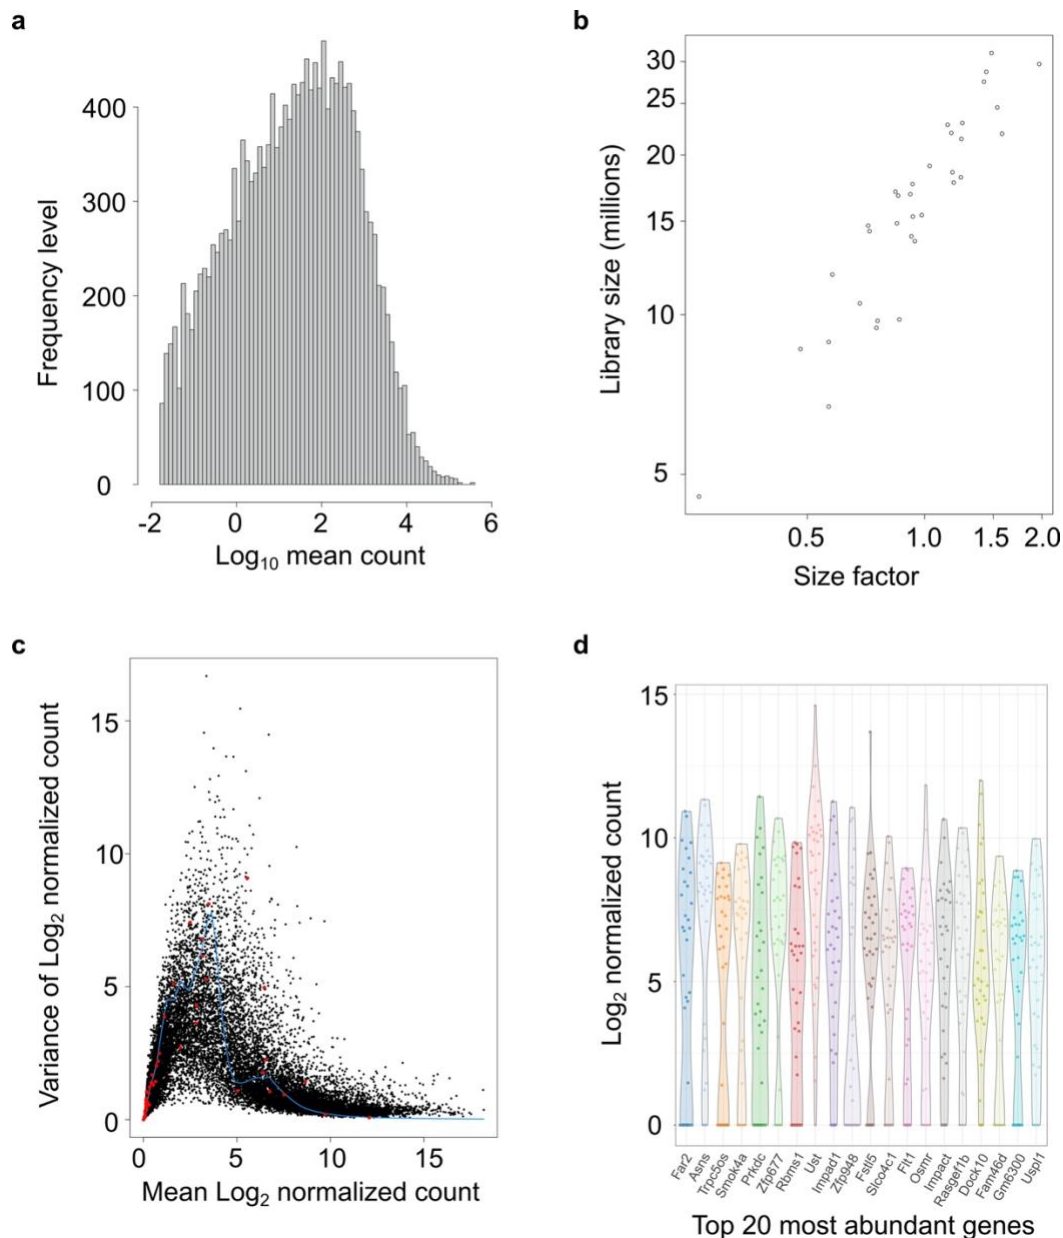 a
Frequency level
400
300
200
100
0
-2
0
2
4
6
Log10 mean count
b
Library size (millions)
30
25
20
15
10
5
0.5
1.0
1.5
2.0
Size factor
c
Variance of Log2 normalized count
15
10
5
0
0
5
10
15
Mean Log2 normalized count
d
Log2 normalized count
15
10
5
0
Far2
Asns
Trpc5os
Smok4a
Prkdc
Zfp677
Rbms1
Ust
Impad1
Zfp948
Fstl5
Slco4c1
Flt1
Osmr
Impact
Rasgef1b
Dock10
Fam46d
Gm6300
Uspl1
Top 20 most abundant genes